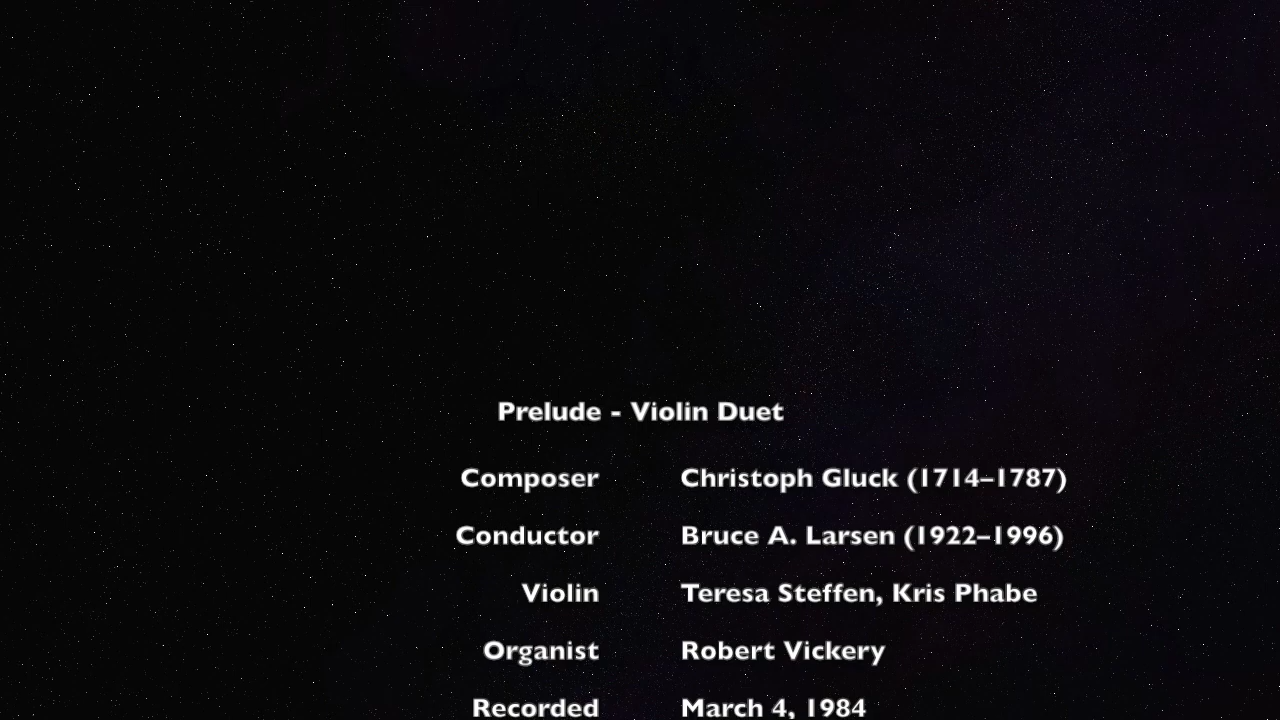 Prelude - Violin Duet
Composer Christoph Gluck (1714–1787)
Conductor Bruce A. Larsen (1922–1996)
Violin Teresa Steffen, Kris Phabe
Organist Robert Vickery
Recorded March 4, 1984